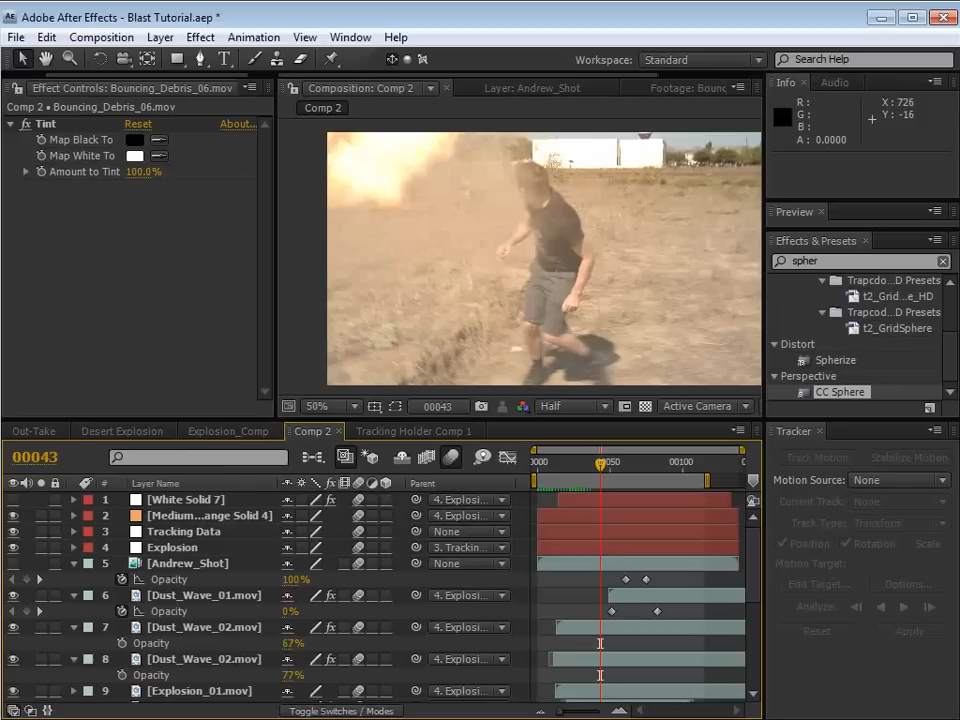 Adobe After Effects - Blast Tutorial.aep *
File Edit Composition Layer Effect Animation View Window Help
Workspace: Standard Search Help
Effect Controls: Bouncing_Debris_06.mov
Comp 2 • Bouncing_Debris_06.mov
fx Tint Reset About...
Map Black To
Map White To
Amount to Tint 100.0%
Composition: Comp 2 Layer: Andrew_Shot Footage: Bounc
Comp 2
50% 00043 Half Active Camera
Info Audio
R: X: 726
G: Y: -16
B:
A: 0.0000
Preview
Effects & Presets
spher
Trapcdo...D Presets
t2_Grid...e_HD
Trapcod...D Presets
t2_GridSphere
Distort
Spherize
Perspective
CC Sphere
Out-Take Desert Explosion Explosion_Comp Comp 2 Tracking Holder Comp 1
00043
0000 00050 00100
# Layer Name Parent
1 [White Solid 7] fx 4. Explosi...
2 [Medium...ange Solid 4] 4. Explosi...
3 Tracking Data None
4 Explosion 3. Trackin...
5 [Andrew_Shot] None
Opacity 100%
6 [Dust_Wave_01.mov] fx 4. Explosi...
Opacity 0%
7 [Dust_Wave_02.mov] fx 4. Explosi...
Opacity 67%
8 [Dust_Wave_02.mov] fx 4. Explosi...
Opacity 77%
9 [Explosion_01.mov] 4. Explosi...
Toggle Switches / Modes
Tracker
Track Motion Stabilize Motion
Motion Source: None
Current Track: None
Track Type: Transform
Position Rotation Scale
Motion Target:
Edit Target... Options...
Analyze:
Reset Apply